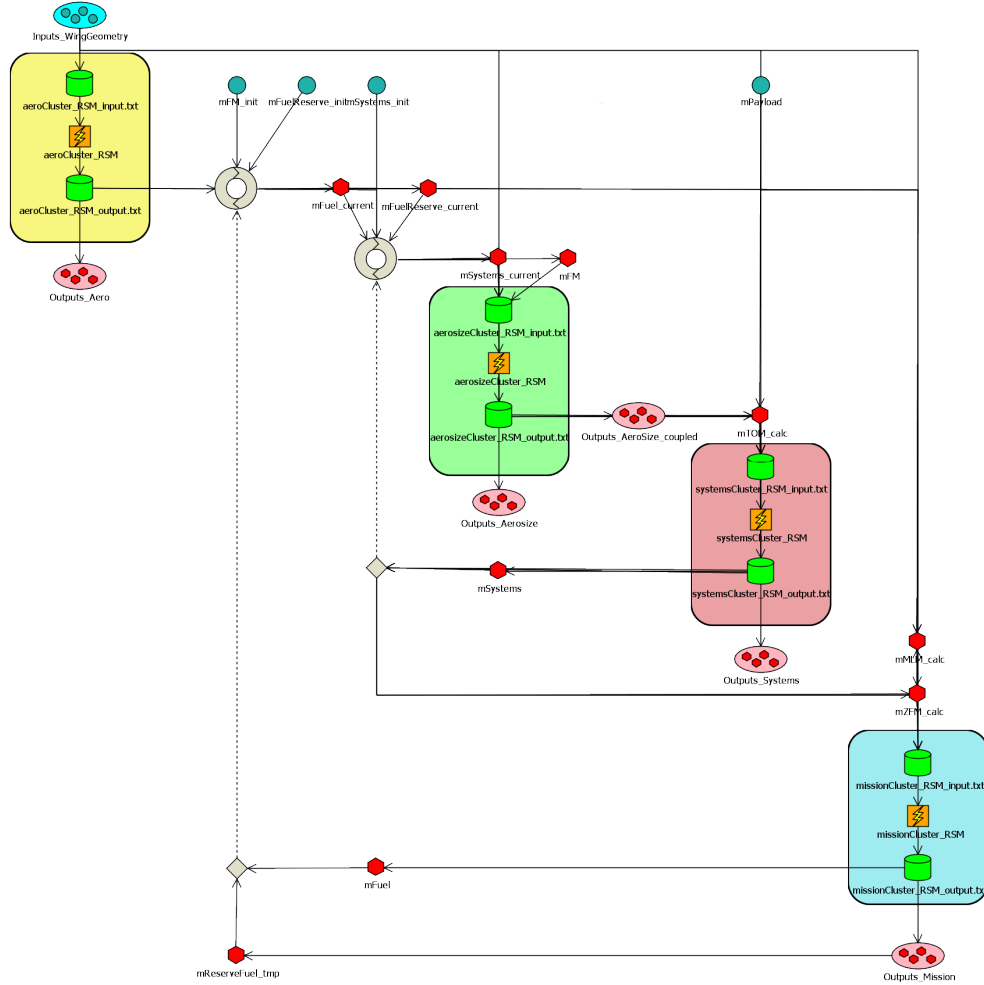 Inputs_WingGeometry
aeroCluster_RSM_input.txt
mFM_init
mFuelReserve_init
mSystems_init
mPayload
aeroCluster_RSM
aeroCluster_RSM_output.txt
mFuel_current
mFuelReserve_current
Outputs_Aero
mSystems_current
mFM
aerosizeCluster_RSM_input.txt
aerosizeCluster_RSM
aerosizeCluster_RSM_output.txt
Outputs_AeroSize_coupled
mTOM_calc
systemsCluster_RSM_input.txt
Outputs_Aerosize
systemsCluster_RSM
mSystems
systemsCluster_RSM_output.txt
Outputs_Systems
mMLM_calc
mZFM_calc
missionCluster_RSM_input.txt
missionCluster_RSM
mFuel
missionCluster_RSM_output.txt
mReserveFuel_tmp
Outputs_Mission